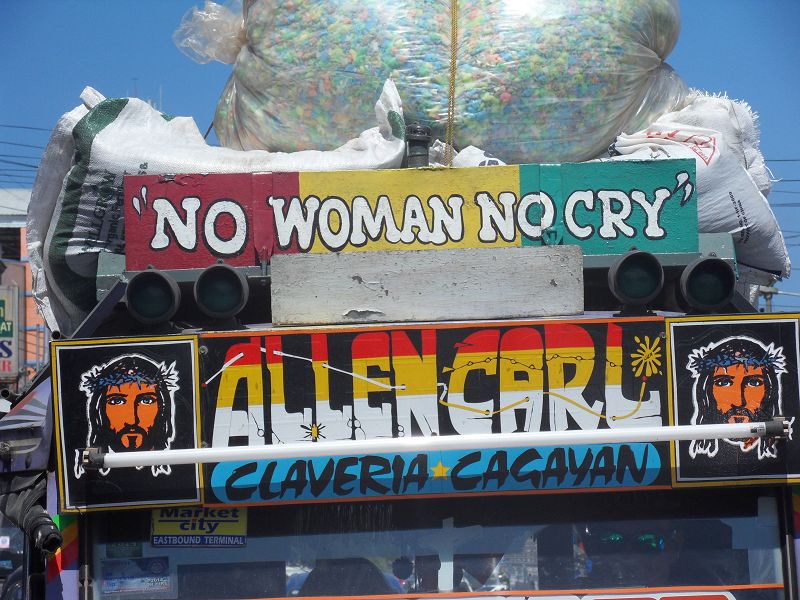 "NO WOMAN NO CRY"
ALLEN CARL
CLAVERIA ★ CAGAYAN
Market city
EASTBOUND TERMINAL